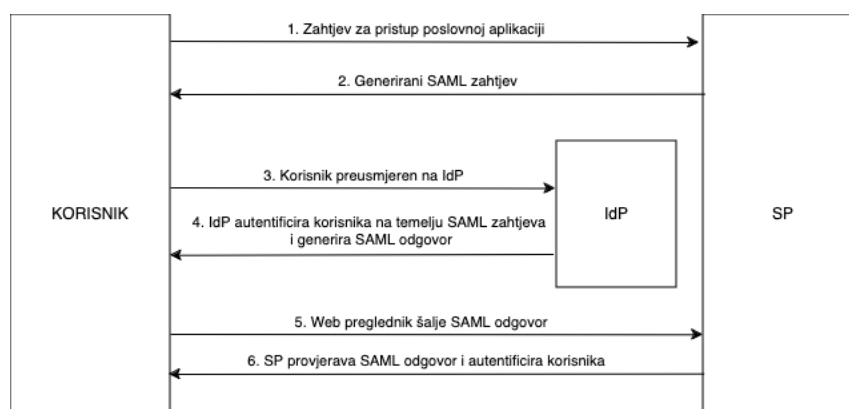 1. Zahtjev za pristup poslovnoj aplikaciji
2. Generirani SAML zahtjev
3. Korisnik preusmjeren na IdP
KORISNIK
IdP
SP
4. IdP autentificira korisnika na temelju SAML zahtjeva
i generira SAML odgovor
5. Web preglednik šalje SAML odgovor
6. SP provjerava SAML odgovor i autentificira korisnika